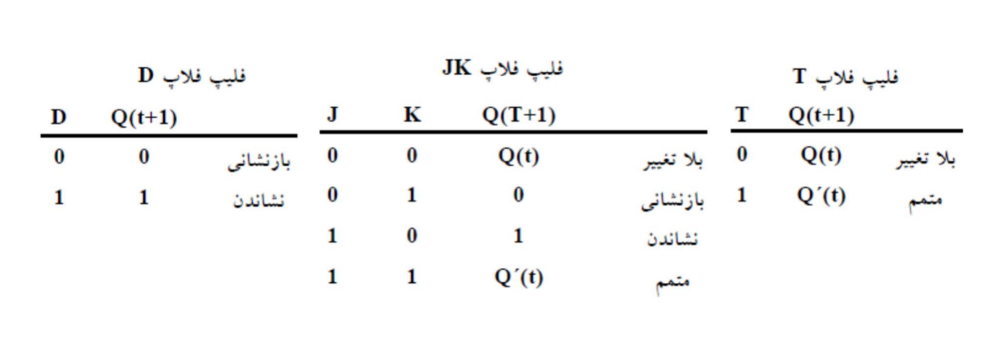 فلیپ فلاپ D
D Q(t+1)
0 0 بازنشانی
1 1 نشاندن
فلیپ فلاپ JK
J K Q(T+1)
0 0 Q(t) بلا تغییر
0 1 0 بازنشانی
1 0 1 نشاندن
1 1 Q´(t) متمم
فلیپ فلاپ T
T Q(t+1)
0 Q(t) بلا تغییر
1 Q´(t) متمم